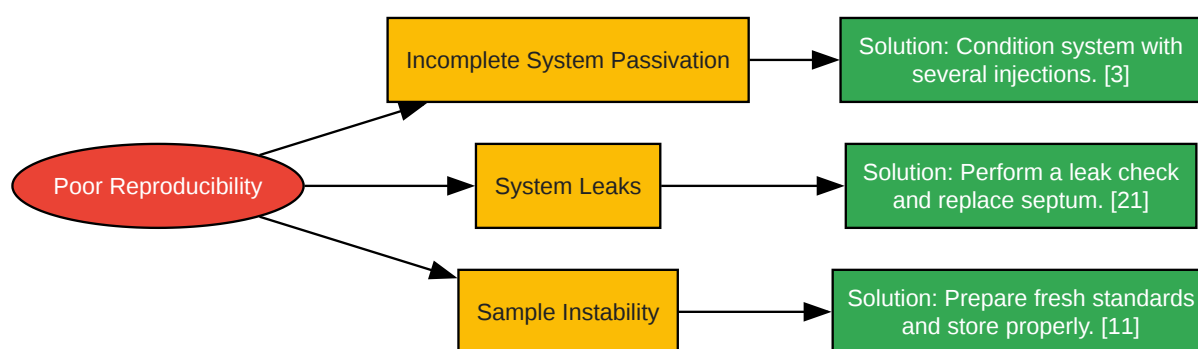 Poor Reproducibility
Incomplete System Passivation
Solution: Condition system with
several injections. [3]
System Leaks
Solution: Perform a leak check
and replace septum. [21]
Sample Instability
Solution: Prepare fresh standards
and store properly. [11]